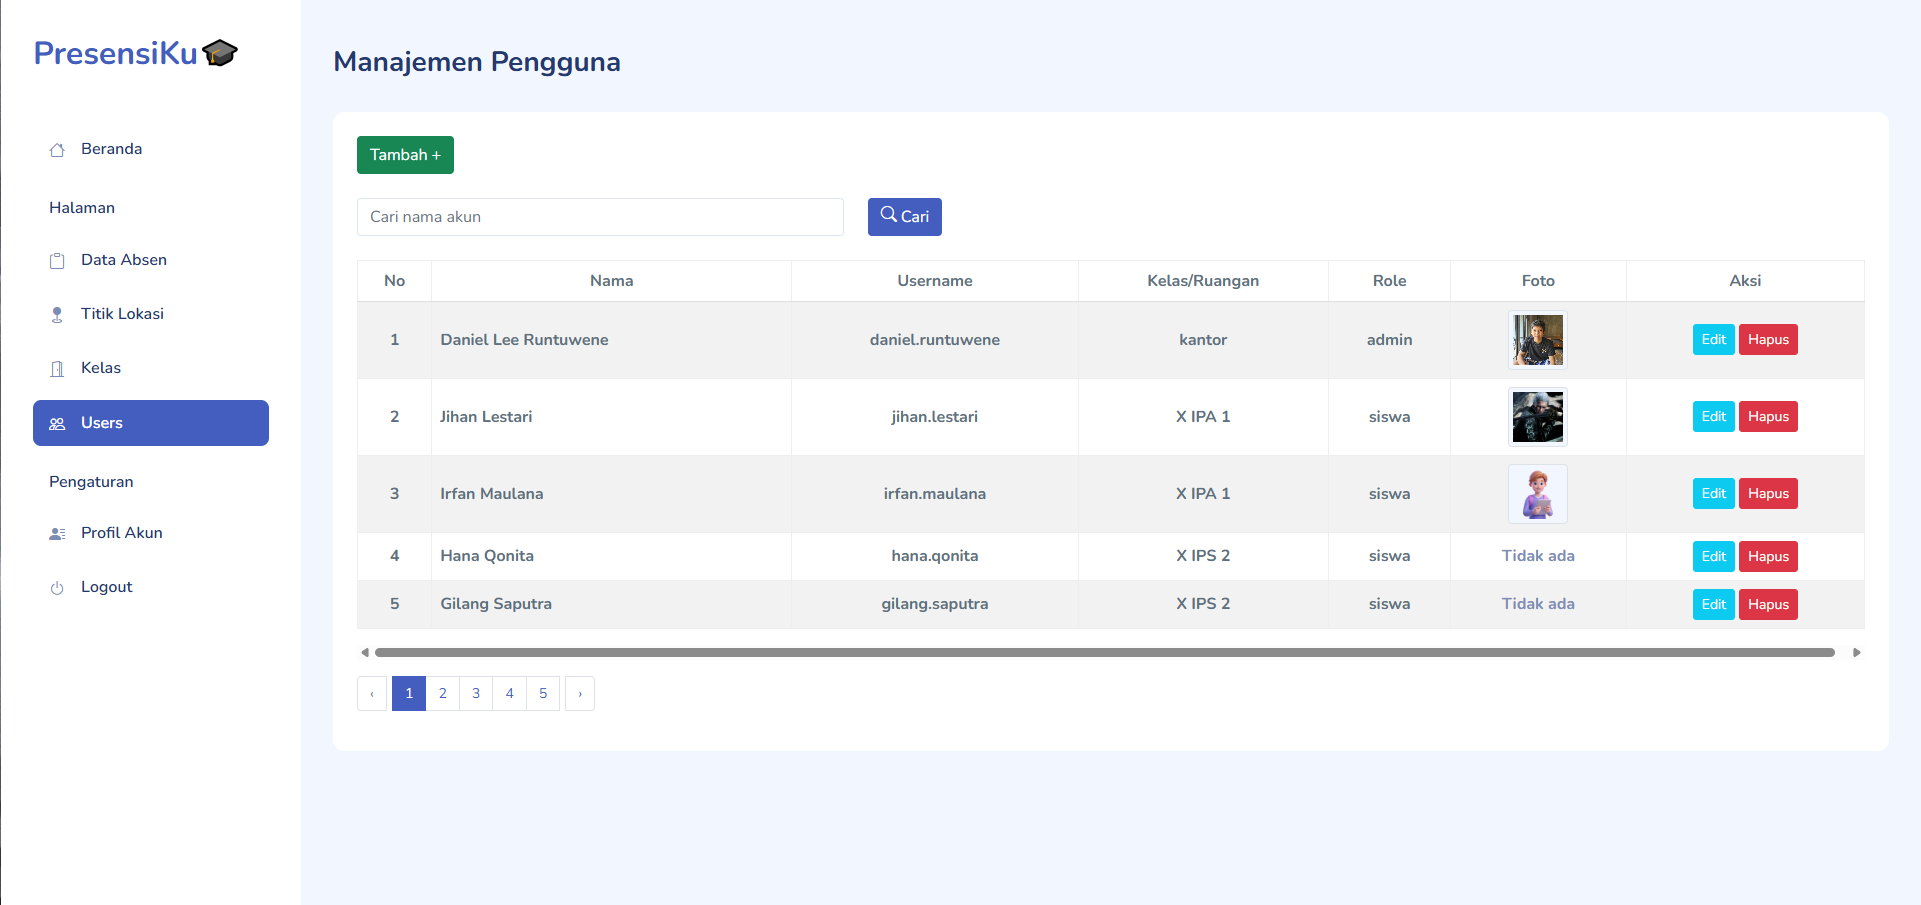 PresensiKu
Beranda
Halaman
Data Absen
Titik Lokasi
Kelas
Users
Pengaturan
Profil Akun
Logout
Manajemen Pengguna
Tambah +
Cari nama akun
Cari
No Nama Username Kelas/Ruangan Role Foto Aksi
1 Daniel Lee Runtuwene daniel.runtuwene kantor admin Edit Hapus
2 Jihan Lestari jihan.lestari X IPA 1 siswa Edit Hapus
3 Irfan Maulana irfan.maulana X IPA 1 siswa Edit Hapus
4 Hana Qonita hana.qonita X IPS 2 siswa Tidak ada Edit Hapus
5 Gilang Saputra gilang.saputra X IPS 2 siswa Tidak ada Edit Hapus
‹ 1 2 3 4 5 ›